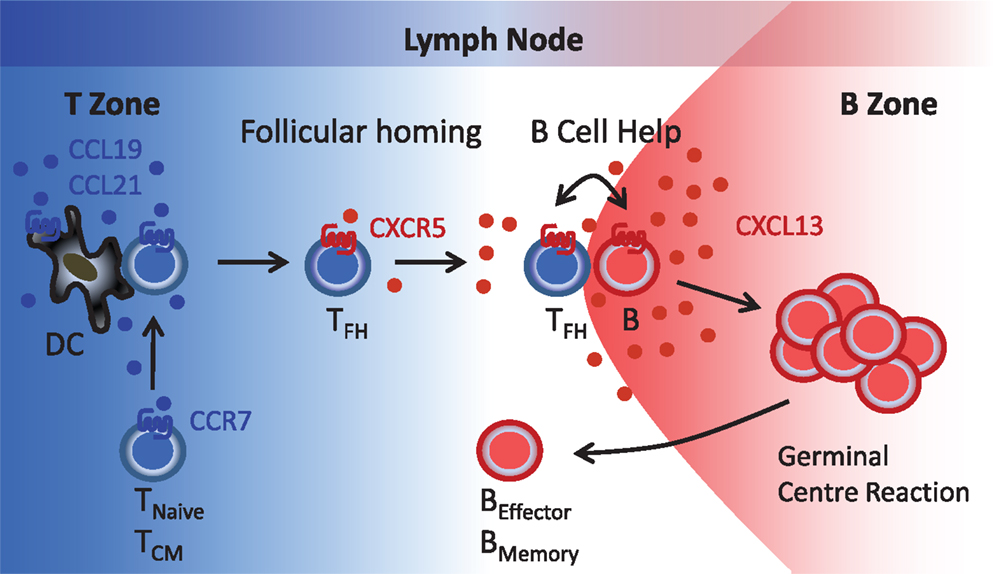 Lymph Node
T Zone
B Zone
Follicular homing
B Cell Help
CCL19
CCL21
CXCR5
CXCL13
DC
TFH
TFH
B
CCR7
TNaive
TCM
BEffector
BMemory
Germinal
Centre Reaction